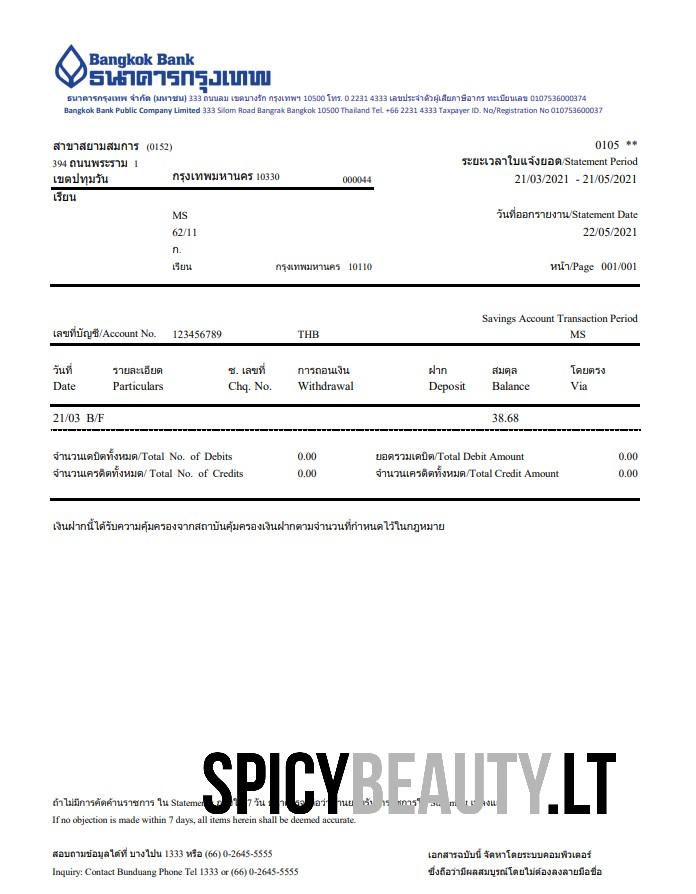 Bangkok Bank
ธนาคารกรุงเทพ
ธนาคารกรุงเทพ จำกัด (มหาชน) 333 ถนนลม เขตบางรัก กรุงเทพฯ 10500 โทร. 0 2231 4333 เลขประจำตัวผู้เสียภาษีอากร ทะเบียนเลข 0107536000374
Bangkok Bank Public Company Limited 333 Silom Road Bangrak Bangkok 10500 Thailand Tel. +66 2231 4333 Taxpayer ID. No/Registration No 010753600037
สาขาสยามสมการ (0152)
0105 **
394 ถนนพระราม 1
ระยะเวลาใบแจ้งยอด/Statement Period
เขตปทุมวัน กรุงเทพมหานคร 10330 000044
21/03/2021 - 21/05/2021
เรียน
MS
วันที่ออกรายงาน/Statement Date
62/11
22/05/2021
ก.
เรียน กรุงเทพมหานคร 10110
หน้า/Page 001/001
Savings Account Transaction Period
เลขที่บัญชี/Account No. 123456789 THB MS
วันที่ รายละเอียด ช. เลขที่ การถอนเงิน ฝาก สมดุล โดยตรง
Date Particulars Chq. No. Withdrawal Deposit Balance Via
21/03 B/F 38.68
จำนวนเดบิตทั้งหมด/Total No. of Debits 0.00 ยอดรวมเดบิต/Total Debit Amount 0.00
จำนวนเครดิตทั้งหมด/ Total No. of Credits 0.00 จำนวนเครดิตทั้งหมด/Total Credit Amount 0.00
เงินฝากนี้ได้รับความคุ้มครองจากสถาบันคุ้มครองเงินฝากตามจำนวนที่กำหนดไว้ในกฎหมาย
SPICYBEAUTY.LT
ถ้าไม่มีการคัดค้านราชการ ใน 7 วัน
If no objection is made within 7 days, all items herein shall be deemed accurate.
สอบถามข้อมูลได้ที่ บางไปน 1333 หรือ (66) 0-2645-5555
เอกสารฉบับนี้ จัดหาโดยระบบคอมพิวเตอร์
Inquiry: Contact Bunduang Phone Tel 1333 or (66) 0-2645-5555
ซึ่งถือว่ามีผลสมบูรณ์โดยไม่ต้องลงลายมือชื่อ